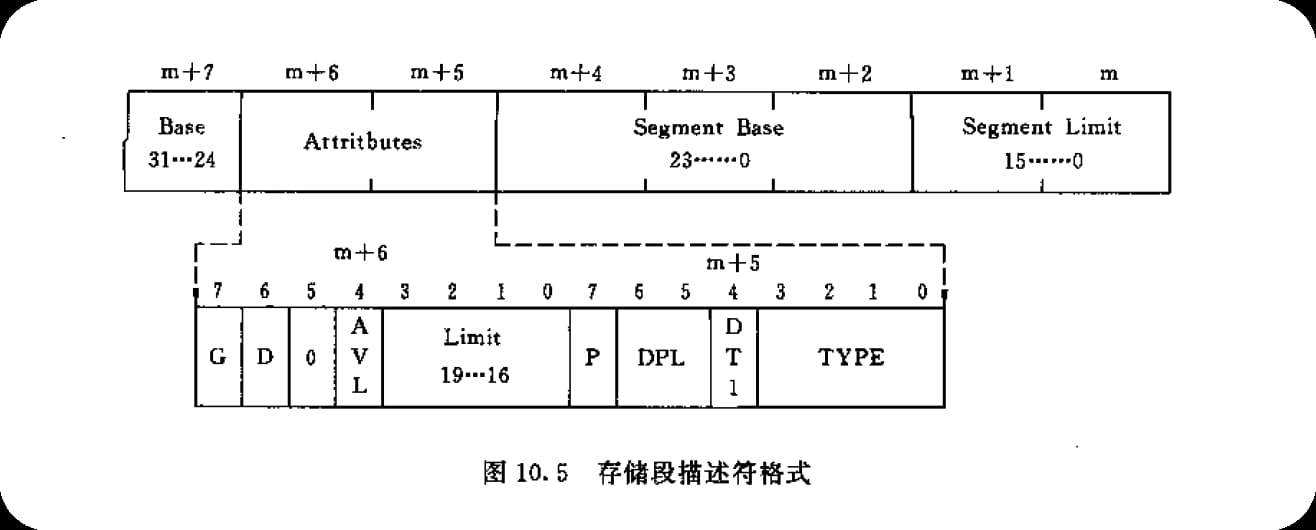 m+7 m+6 m+5 m+4 m+3 m+2 m+1 m
Base Attritbutes Segment Base Segment Limit
31…24 23……0 15……0
m+6 m+5
7 6 5 4 3 2 1 0 7 6 5 4 3 2 1 0
G D 0 AVL Limit P DPL DT1 TYPE
19…16
图 10.5 存储段描述符格式